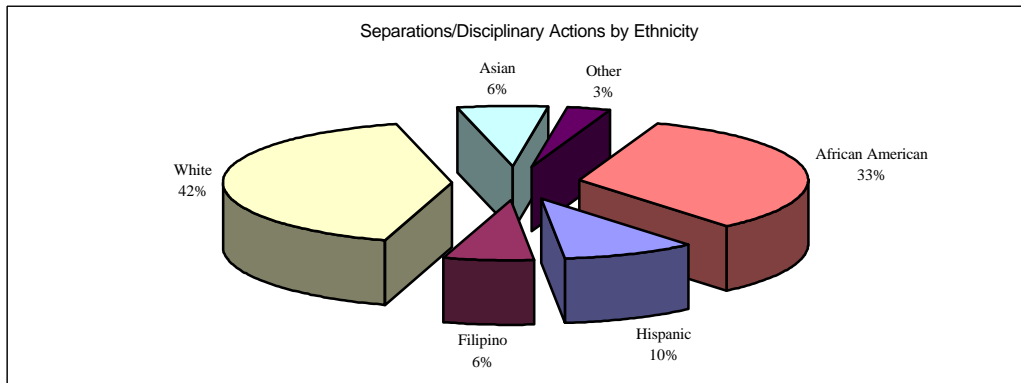 Separations/Disciplinary Actions by Ethnicity
Asian
6%
Other
3%
White
42%
African American
33%
Filipino
6%
Hispanic
10%